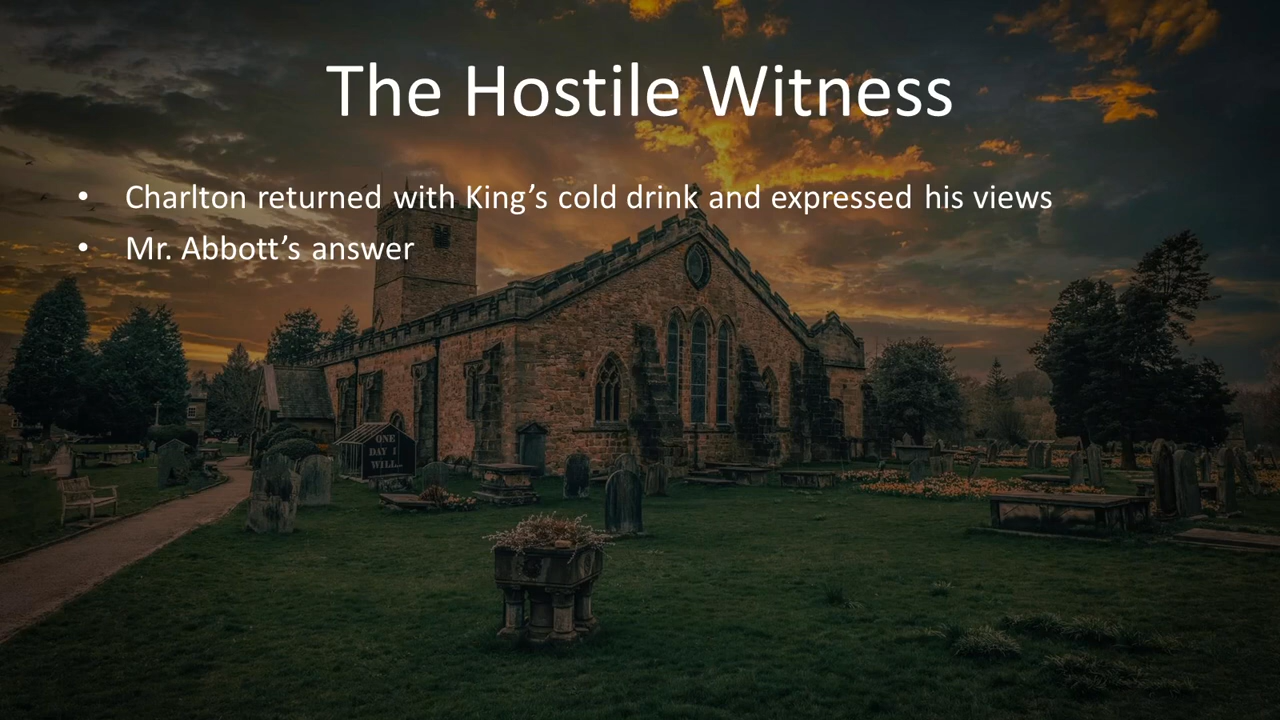 The Hostile Witness
• Charlton returned with King’s cold drink and expressed his views
• Mr. Abbott’s answer
ONE
DAY I
WILL...